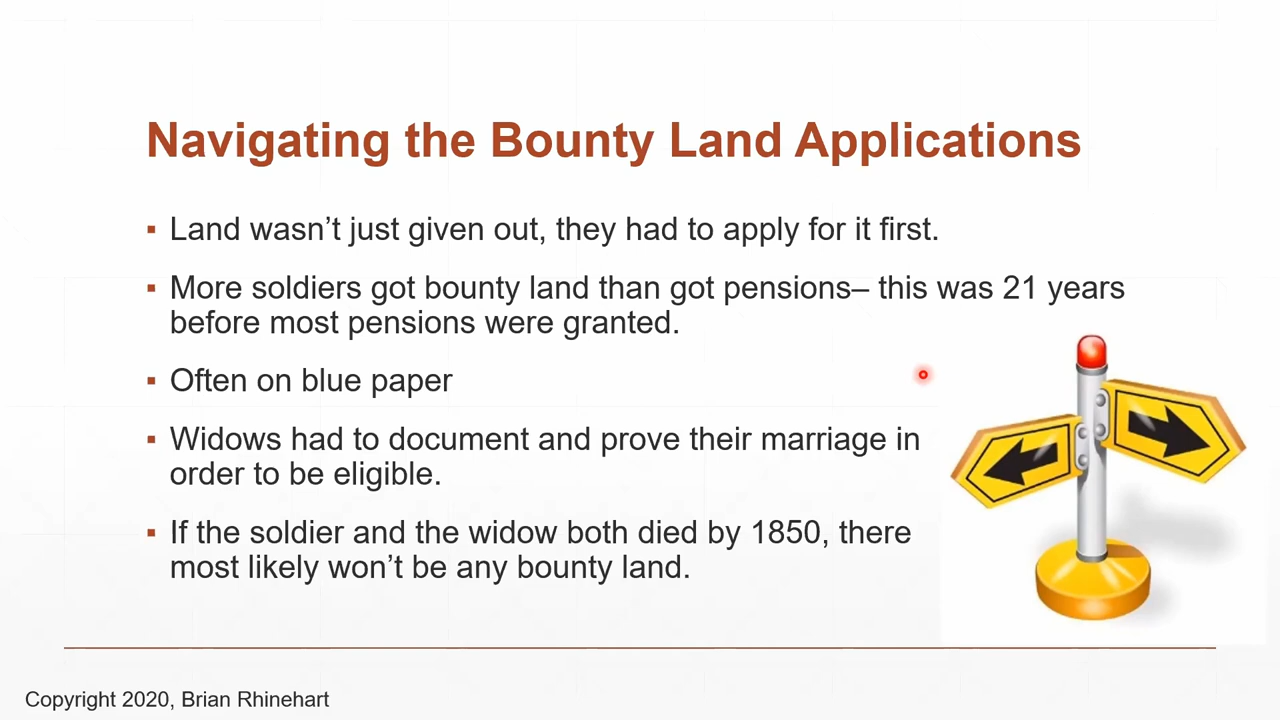 Navigating the Bounty Land Applications
▪ Land wasn’t just given out, they had to apply for it first.
▪ More soldiers got bounty land than got pensions– this was 21 years
before most pensions were granted.
▪ Often on blue paper
▪ Widows had to document and prove their marriage in
order to be eligible.
▪ If the soldier and the widow both died by 1850, there
most likely won’t be any bounty land.
Copyright 2020, Brian Rhinehart